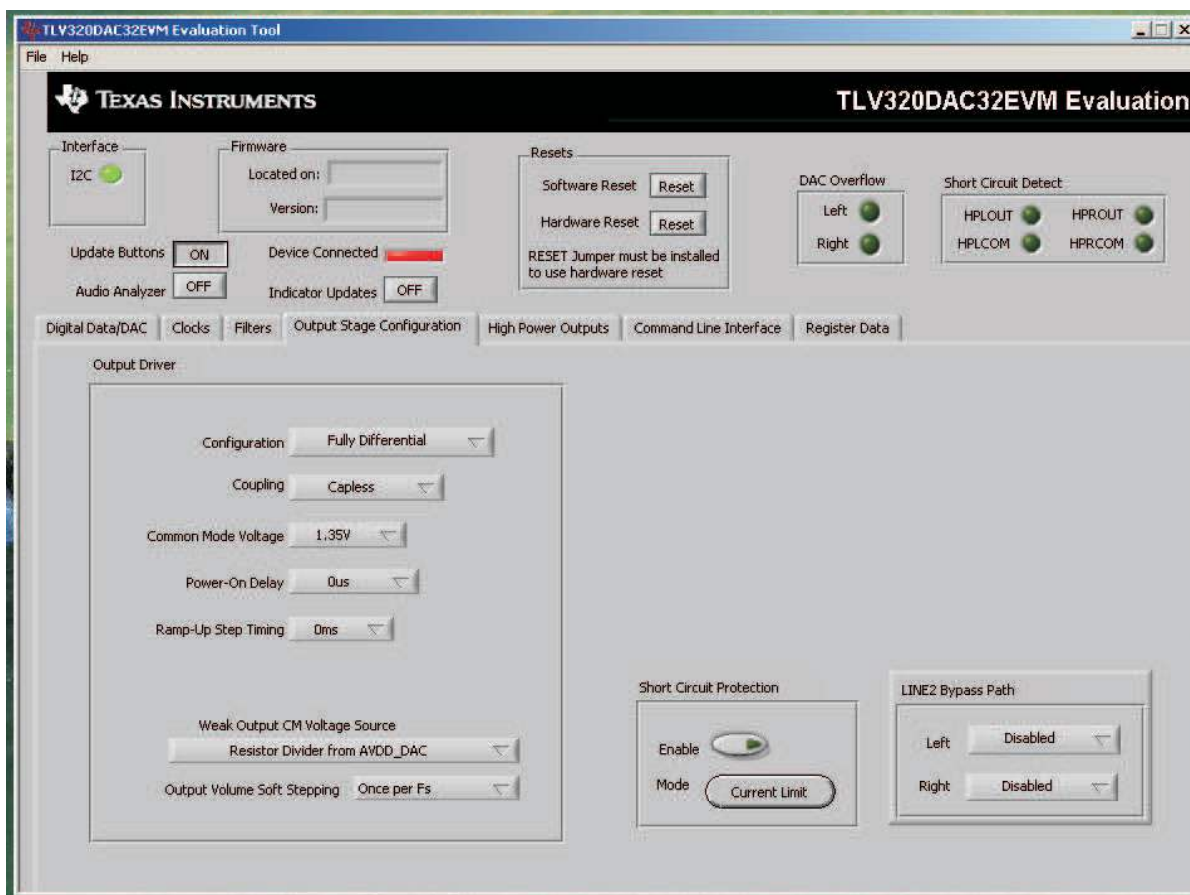 TLV320DAC32EVM Evaluation Tool
File Help
TEXAS INSTRUMENTS
TLV320DAC32EVM Evaluation
Interface
I2C
Firmware
Located on:
Version:
Resets
Software Reset Reset
Hardware Reset Reset
RESET Jumper must be installed
to use hardware reset
DAC Overflow
Left
Right
Short Circuit Detect
HPLOUT HPROUT
HPLCOM HPRCOM
Update Buttons ON
Device Connected
Audio Analyzer OFF
Indicator Updates OFF
Digital Data/DAC Clocks Filters Output Stage Configuration High Power Outputs Command Line Interface Register Data
Output Driver
Configuration Fully Differential
Coupling Capless
Common Mode Voltage 1.35V
Power-On Delay 0us
Ramp-Up Step Timing 0ms
Weak Output CM Voltage Source
Resistor Divider from AVDD_DAC
Output Volume Soft Stepping Once per Fs
Short Circuit Protection
Enable
Mode Current Limit
LINE2 Bypass Path
Left Disabled
Right Disabled